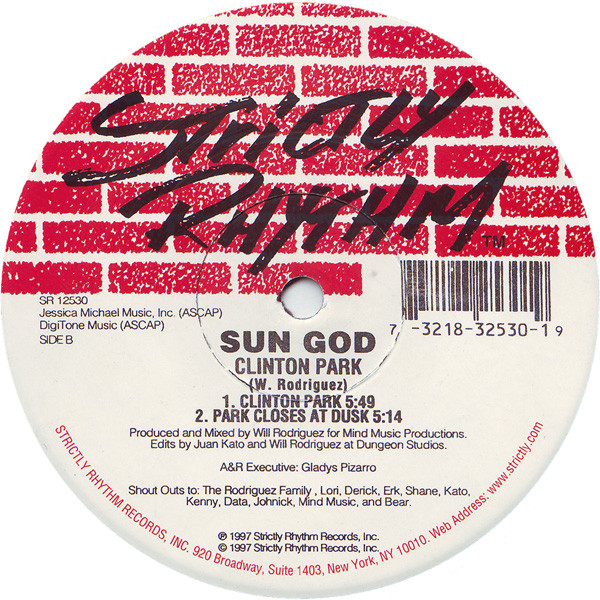 STRICTLY
RHYTHM™
SR 12530
Jessica Michael Music, Inc. (ASCAP)
DigiTone Music (ASCAP)
SIDE B
7 -3218-32530-1 9
SUN GOD
CLINTON PARK
(W. Rodriguez)
1. CLINTON PARK 5:49
2. PARK CLOSES AT DUSK 5:14
Produced and Mixed by Will Rodriguez for Mind Music Productions.
Edits by Juan Kato and Will Rodriguez at Dungeon Studios.
A&R Executive: Gladys Pizarro
Shout Outs to: The Rodriguez Family , Lori, Derick, Erk, Shane, Kato,
Kenny, Data, Johnick, Mind Music, and Bear.
℗ 1997 Strictly Rhythm Records, Inc.
© 1997 Strictly Rhythm Records, Inc.
STRICTLY RHYTHM RECORDS, INC. 920 Broadway, Suite 1403, New York, NY 10010. Web Address: www.strictly.com